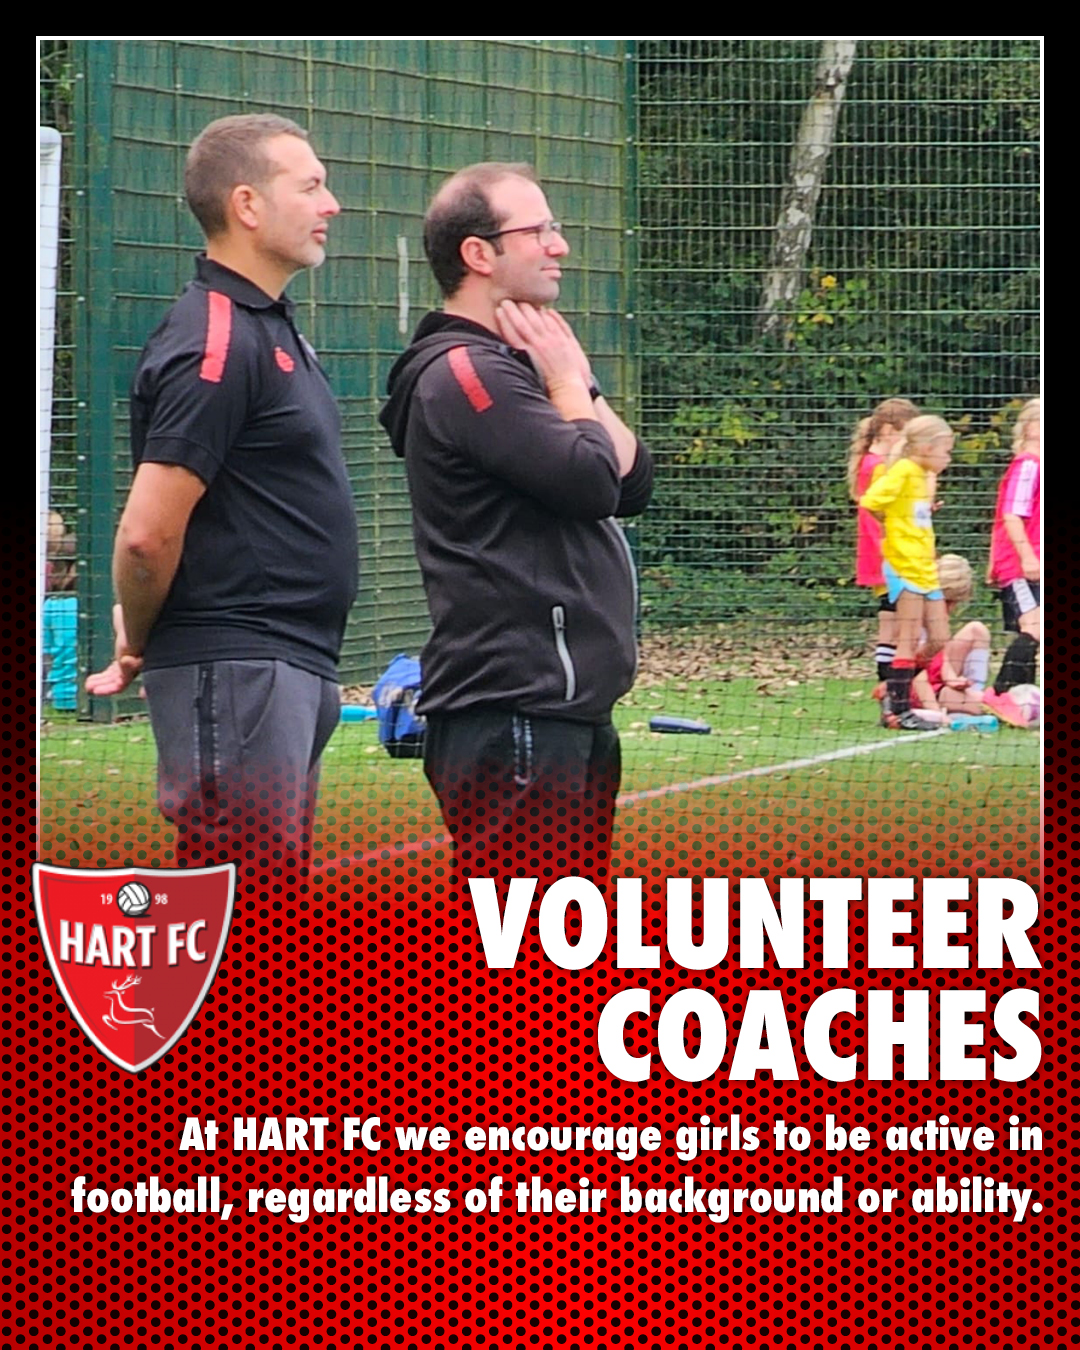 19 98
HART FC
VOLUNTEER
COACHES
At HART FC we encourage girls to be active in
football, regardless of their background or ability.